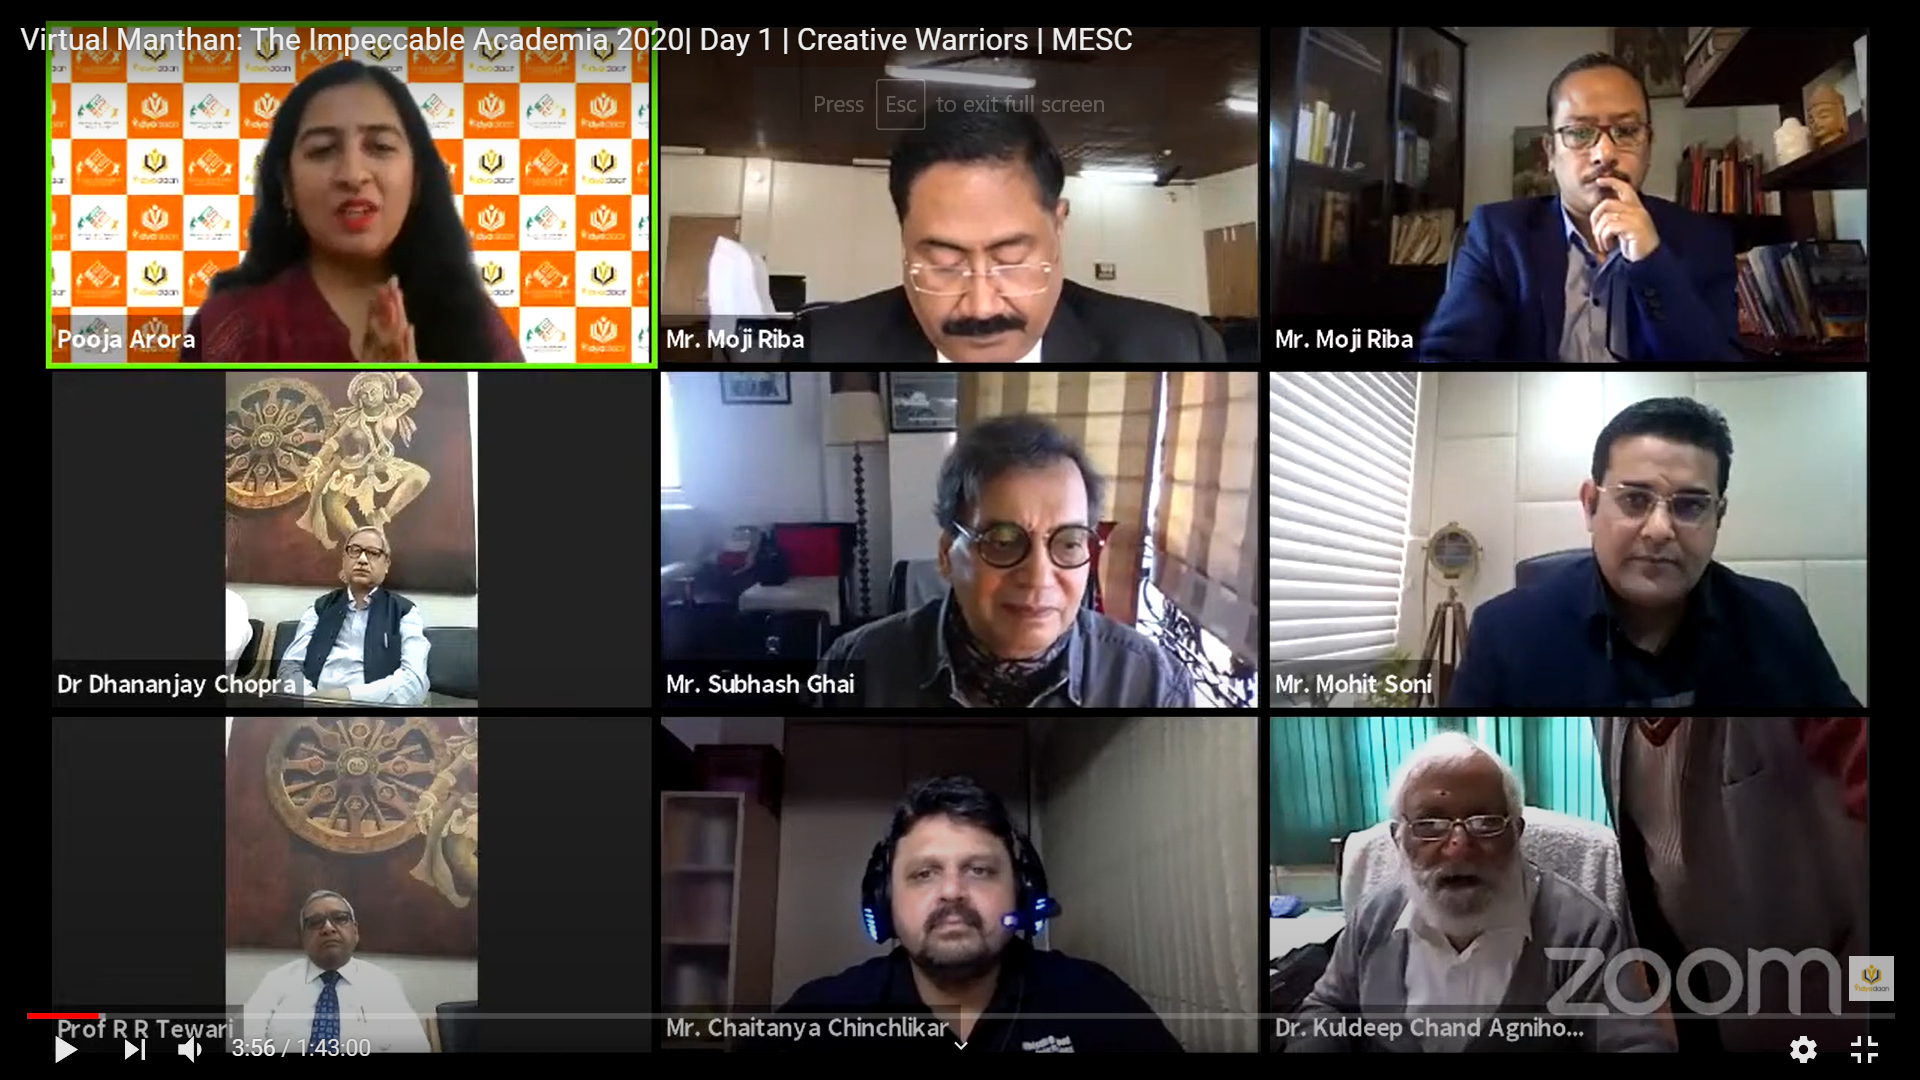 Virtual Manthan: The Impeccable Academia 2020| Day 1 | Creative Warriors | MESC
Press Esc to exit full screen
Pooja Arora
Mr. Moji Riba
Mr. Moji Riba
Dr Dhananjay Chopra
Mr. Subhash Ghai
Mr. Mohit Soni
Prof R R Tewari
Mr. Chaitanya Chinchlikar
Dr. Kuldeep Chand Agniho...
zoom
3:56 / 1:43:00